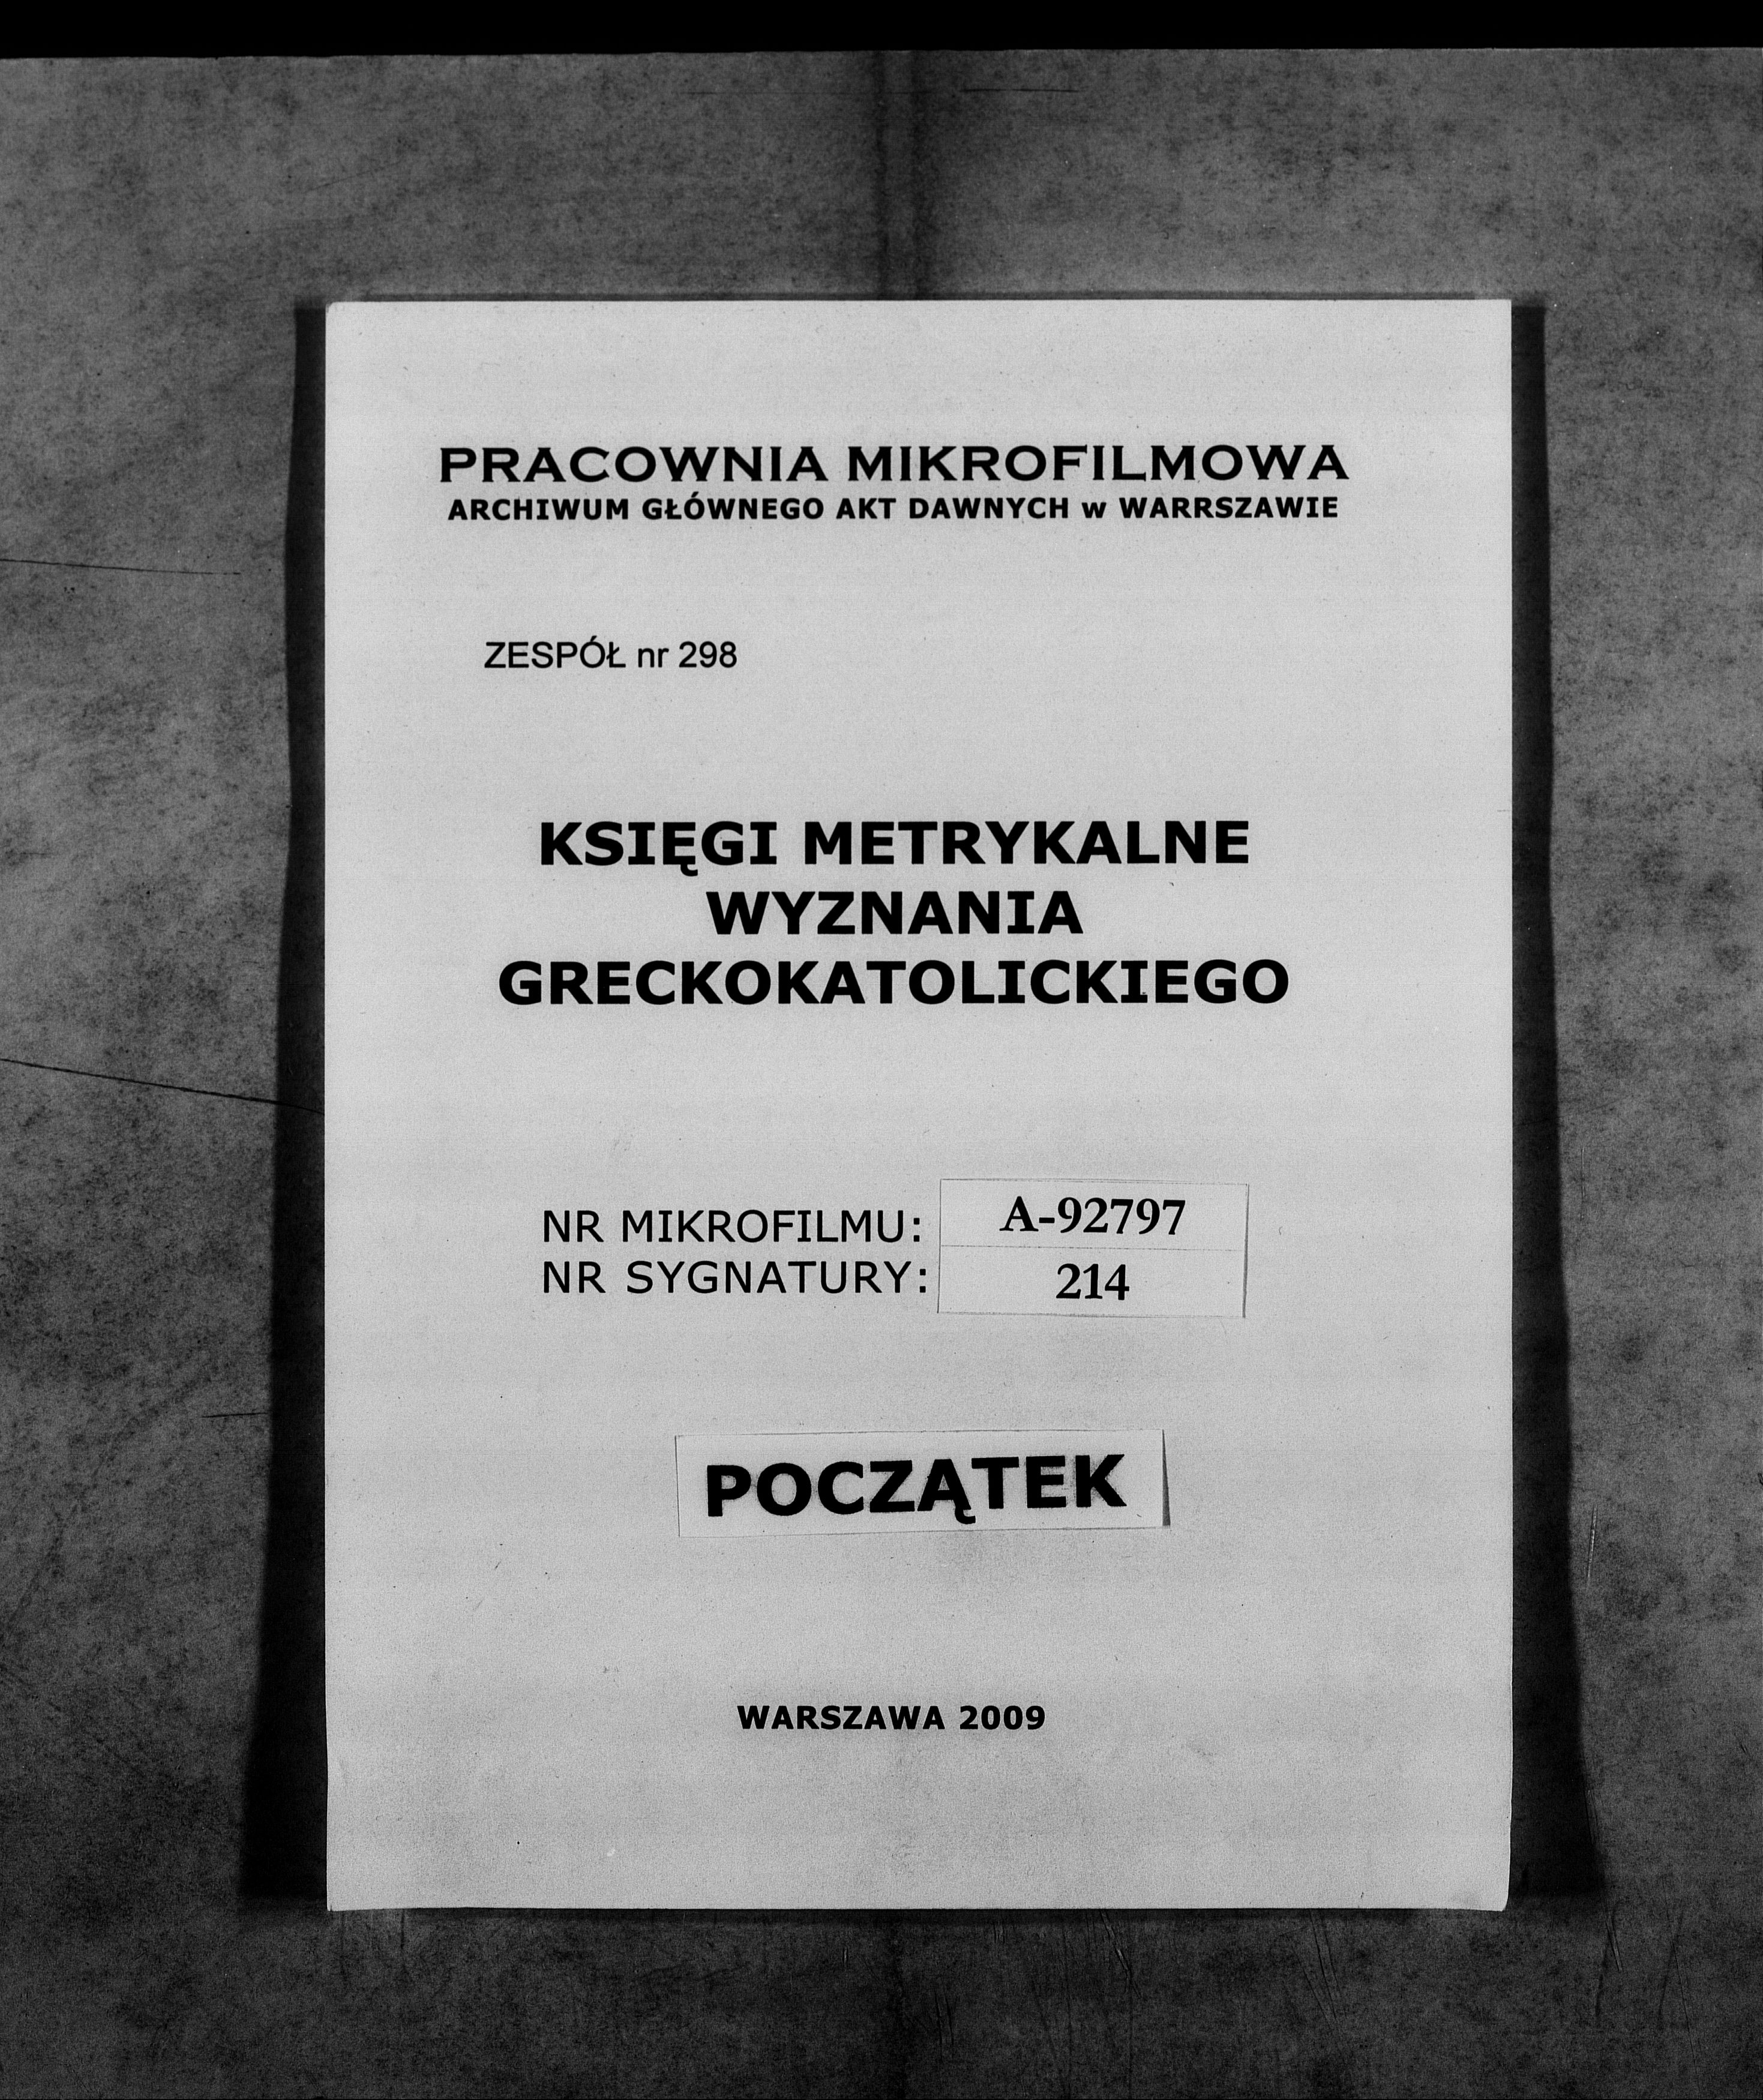 PRACOWNIA MIKROFILMOWA
ARCHIWUM GŁÓWNEGO AKT DAWNYCH w WARRSZAWIE
ZESPÓŁ nr 298
KSIĘGI METRYKALNE
WYZNANIA
GRECKOKATOLICKIEGO
NR MIKROFILMU: A-92797
NR SYGNATURY: 214
POCZĄTEK
WARSZAWA 2009